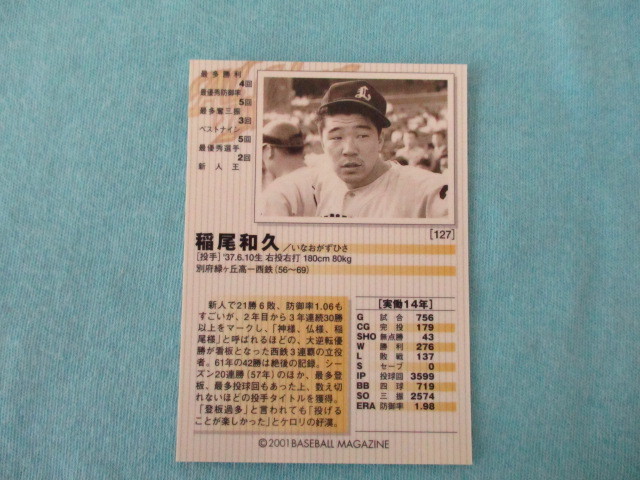 最多勝利
4回
最優秀防御率
5回
最多奪三振
3回
ベストナイン
5回
最優秀選手
2回
新人王
L
[127]
稲尾和久／いなおかずひさ
[投手] '37.6.10生 右投右打 180cm 80kg
別府緑ヶ丘高ー西鉄(56〜69)
新人で21勝6敗、防御率1.06も
すごいが、2年目から3年連続30勝
以上をマークし、「神様、仏様、稲
尾様」と呼ばれるほどの、大逆転優
勝が看板となった西鉄3連覇の立役
者。61年の42勝は絶後の記録。シー
ズン20連勝(57年)のほか、最多登
板、最多投球回もあった上、数え切
れないほどの投手タイトルを獲得。
「登板過多」と言われても「投げる
ことが楽しかった」とケロリの好漢。
[実働14年]
G 試合 756
CG 完投 179
SHO 無点勝 43
W 勝利 276
L 敗戦 137
S セーブ 0
IP 投球回 3599
BB 四球 719
SO 三振 2574
ERA 防御率 1.98
©2001 BASEBALL MAGAZINE